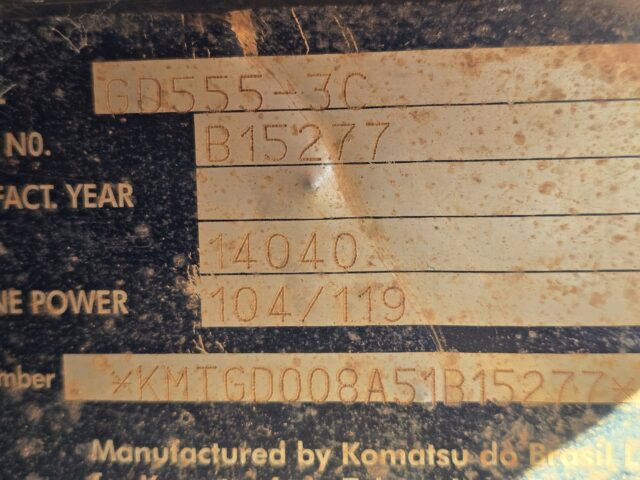 GD555-3C
NO. B15277
FACT. YEAR
14040
NE POWER 104/119
mber *KMTGD008A51B15277*
Manufactured by Komatsu do Brasil L